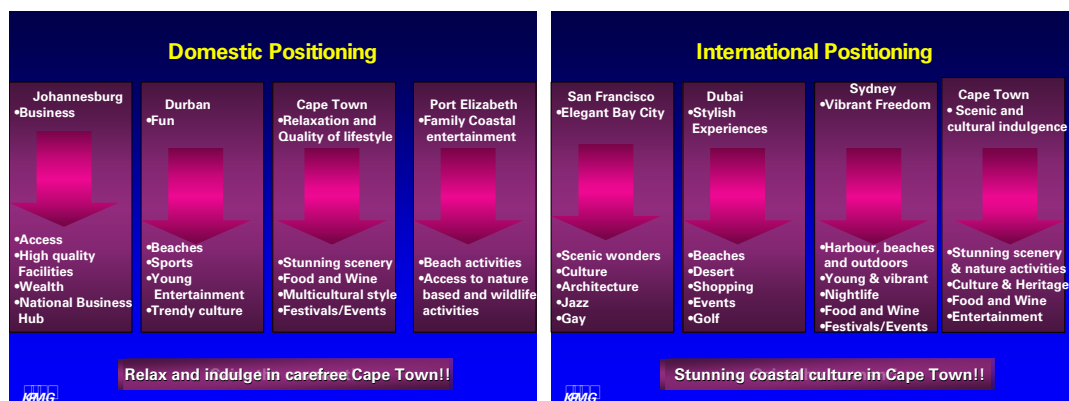 Domestic Positioning
Johannesburg
•Business
•Access
•High quality
Facilities
•Wealth
•National Business
Hub
Durban
•Fun
•Beaches
•Sports
•Young
Entertainment
•Trendy culture
Cape Town
•Relaxation and
Quality of lifestyle
•Stunning scenery
•Food and Wine
•Multicultural style
•Festivals/Events
Port Elizabeth
•Family Coastal
entertainment
•Beach activities
•Access to nature
based and wildlife
activities
Relax and indulge in carefree Cape Town!!
KPMG
International Positioning
San Francisco
•Elegant Bay City
•Scenic wonders
•Culture
•Architecture
•Jazz
•Gay
Dubai
•Stylish
Experiences
•Beaches
•Desert
•Shopping
•Events
•Golf
Sydney
•Vibrant Freedom
•Harbour, beaches
and outdoors
•Young & vibrant
•Nightlife
•Food and Wine
•Festivals/Events
Cape Town
• Scenic and
cultural indulgence
•Stunning scenery
& nature activities
•Culture & Heritage
•Food and Wine
•Entertainment
Stunning coastal culture in Cape Town!!
KPMG